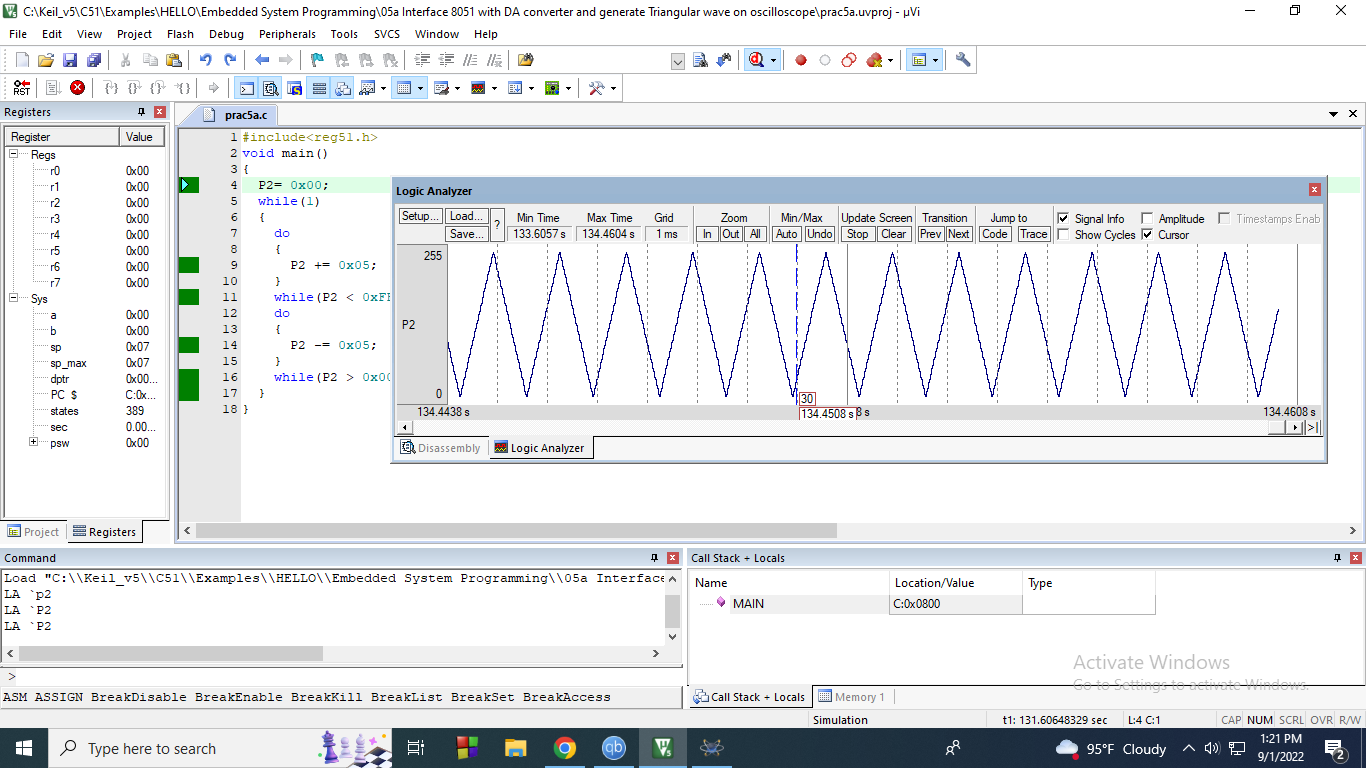 C:\Keil_v5\C51\Examples\HELLO\Embedded System Programming\05a Interface 8051 with DA converter and generate Triangular wave on oscilloscope\prac5a.uvproj - µVi
File Edit View Project Flash Debug Peripherals Tools SVCS Window Help
RST
Registers
Register Value
Regs
r0 0x00
r1 0x00
r2 0x00
r3 0x00
r4 0x00
r5 0x00
r6 0x00
r7 0x00
Sys
a 0x00
b 0x00
sp 0x07
sp_max 0x07
dptr 0x00...
PC $ C:0x...
states 389
sec 0.00...
psw 0x00
Project Registers
prac5a.c
1 #include<reg51.h>
2 void main()
3 {
4 P2= 0x00;
5 while(1)
6 {
7 do
8 {
9 P2 += 0x05;
10 }
11 while(P2 < 0xFF
12 do
13 {
14 P2 -= 0x05;
15 }
16 while(P2 > 0x00
17 }
18 }
Logic Analyzer
Setup... Load... Save... ?
Min Time Max Time Grid Zoom Min/Max Update Screen Transition Jump to
133.6057 s 134.4604 s 1 ms In Out All Auto Undo Stop Clear Prev Next Code Trace
Signal Info Amplitude Timestamps Enab
Show Cycles Cursor
255
P2
0
30
134.4438 s 134.4508 s 8 s 134.4608 s
Disassembly Logic Analyzer
Command
Load "C:\\Keil_v5\\C51\\Examples\\HELLO\\Embedded System Programming\\05a Interface
LA `p2
LA `P2
LA `P2
>
ASM ASSIGN BreakDisable BreakEnable BreakKill BreakList BreakSet BreakAccess
Call Stack + Locals
Name Location/Value Type
MAIN C:0x0800
Call Stack + Locals Memory 1
Activate Windows
Go to Settings to activate Windows.
Simulation t1: 131.60648329 sec L:4 C:1 CAP NUM SCRL OVR R/W
Type here to search
qb
95°F Cloudy
1:21 PM
9/1/2022
2